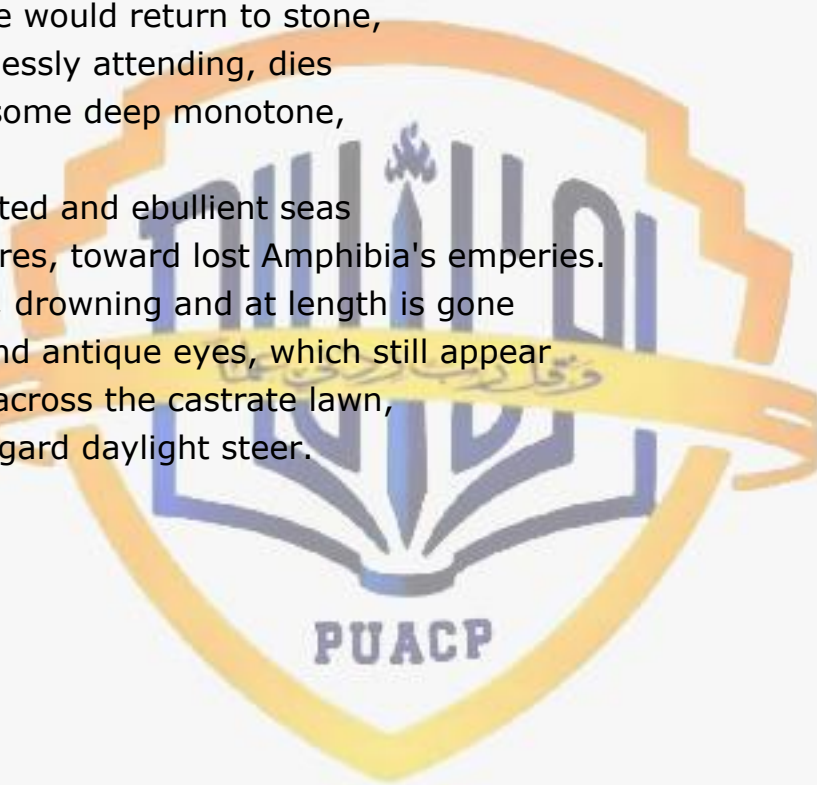 e would return to stone,
lessly attending, dies
some deep monotone,
ted and ebullient seas
res, toward lost Amphibia's emperies.
drowning and at length is gone
nd antique eyes, which still appear
across the castrate lawn,
gard daylight steer.
وَقُل رَّبِّ زِدْنِي عِلْمًا
PUACP